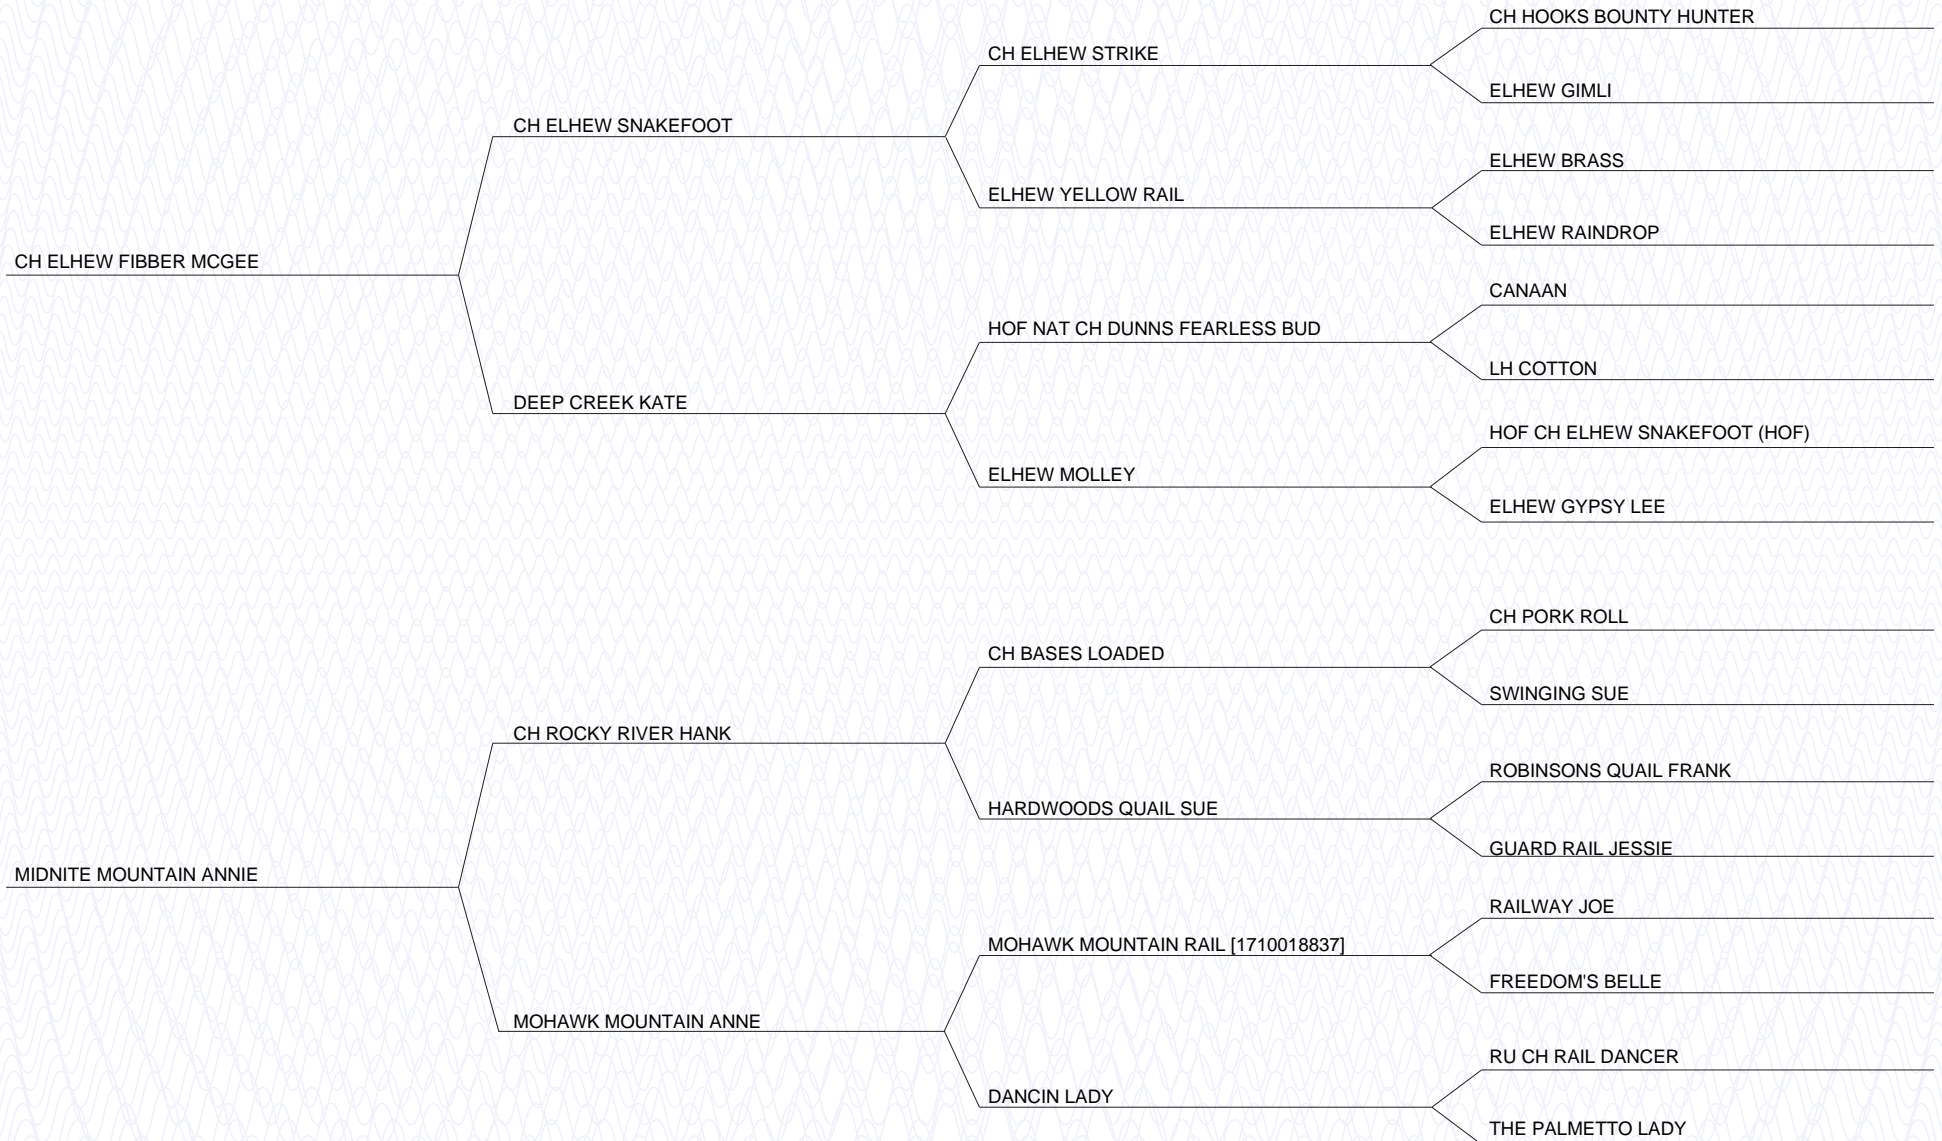 CH HOOKS BOUNTY HUNTER
CH ELHEW STRIKE
ELHEW GIMLI
CH ELHEW SNAKEFOOT
ELHEW BRASS
ELHEW YELLOW RAIL
ELHEW RAINDROP
CH ELHEW FIBBER MCGEE
CANAAN
HOF NAT CH DUNNS FEARLESS BUD
LH COTTON
DEEP CREEK KATE
HOF CH ELHEW SNAKEFOOT (HOF)
ELHEW MOLLEY
ELHEW GYPSY LEE
CH PORK ROLL
CH BASES LOADED
SWINGING SUE
CH ROCKY RIVER HANK
ROBINSONS QUAIL FRANK
HARDWOODS QUAIL SUE
GUARD RAIL JESSIE
MIDNITE MOUNTAIN ANNIE
RAILWAY JOE
MOHAWK MOUNTAIN RAIL [1710018837]
FREEDOM'S BELLE
MOHAWK MOUNTAIN ANNE
RU CH RAIL DANCER
DANCIN LADY
THE PALMETTO LADY